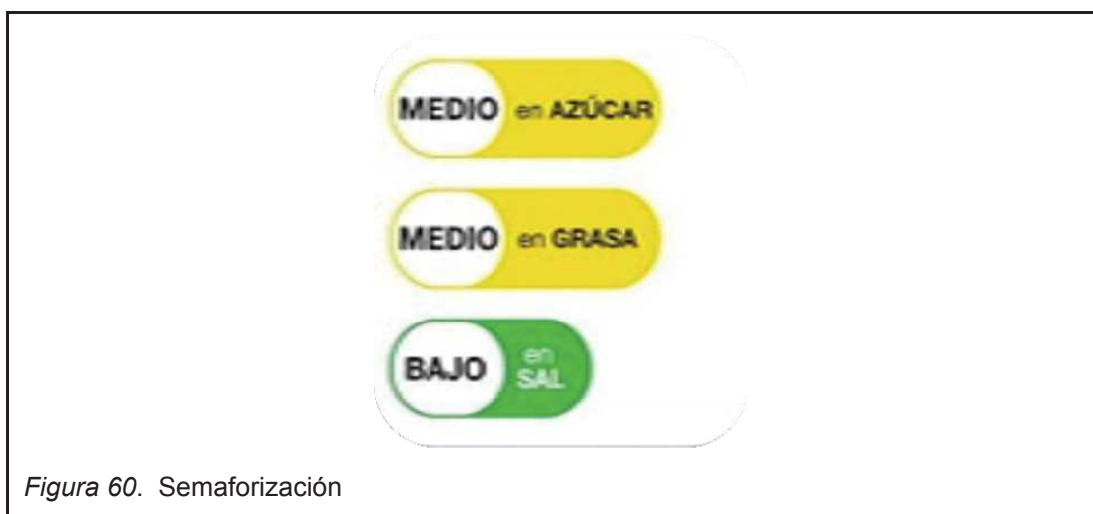 MEDIO en AZÚCAR
MEDIO en GRASA
BAJO en
SAL
Figura 60. Semaforización